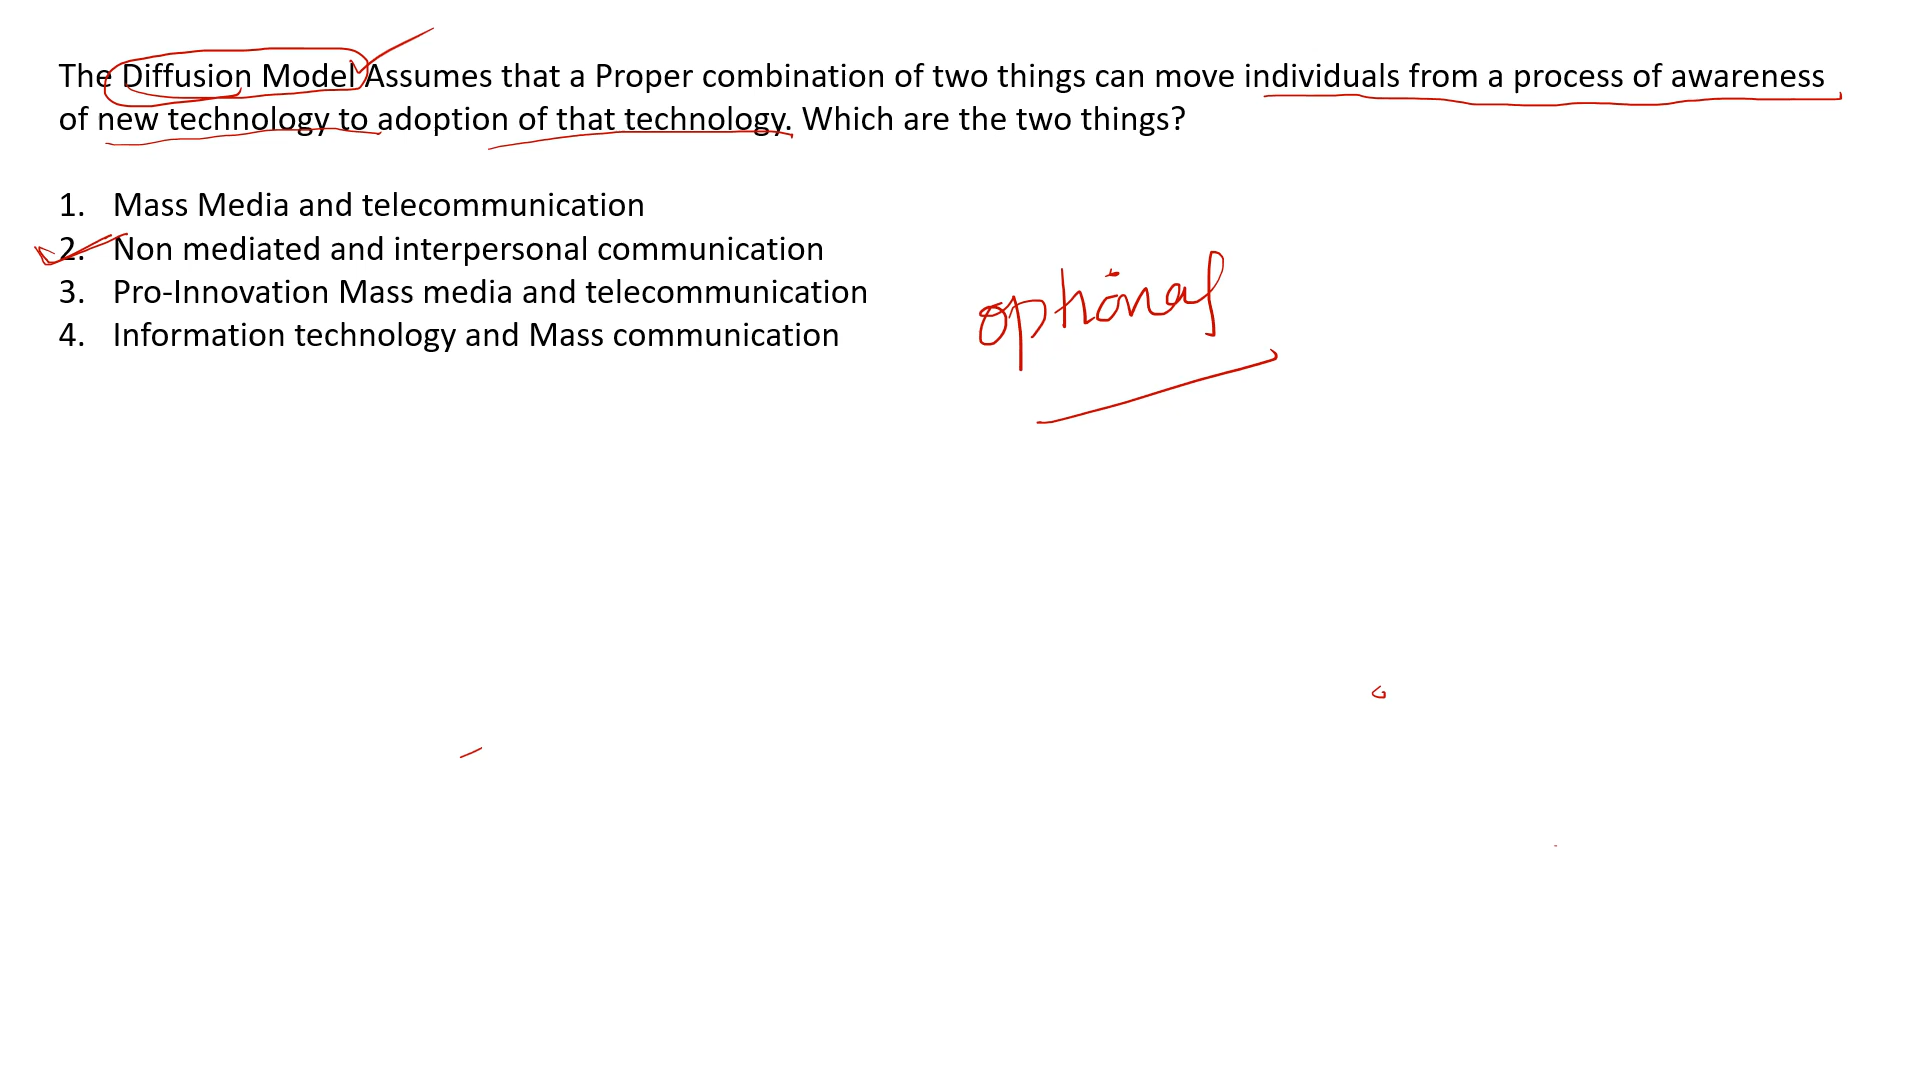 The Diffusion Model Assumes that a Proper combination of two things can move individuals from a process of awareness
of new technology to adoption of that technology. Which are the two things?
1. Mass Media and telecommunication
2. Non mediated and interpersonal communication
3. Pro-Innovation Mass media and telecommunication
4. Information technology and Mass communication
optional